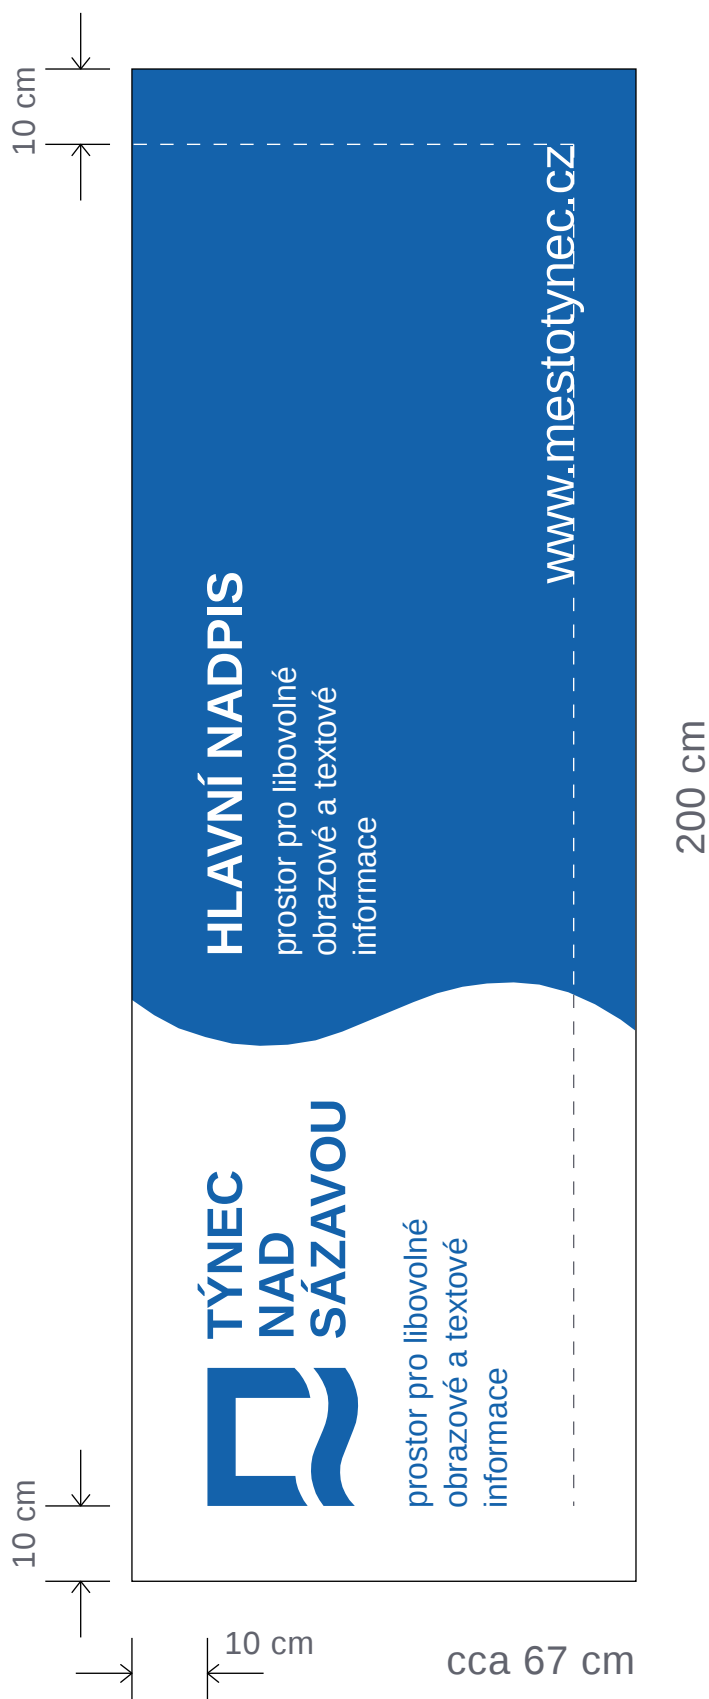 10 cm
www.mestotynec.cz
HLAVNÍ NADPIS
prostor pro libovolné
obrazové a textové
informace
200 cm
TÝNEC
NAD
SÁZAVOU
prostor pro libovolné
obrazové a textové
informace
10 cm
10 cm
cca 67 cm